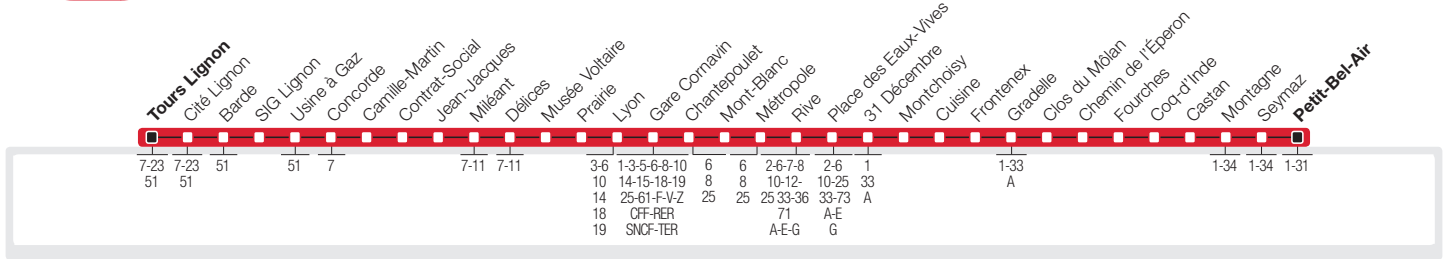 Tours Lignon
Cité Lignon
Barde
SIG Lignon
Usine à Gaz
Concorde
Camille-Martin
Contrat-Social
Jean-Jacques
Miléant
Délices
Musée Voltaire
Prairie
Lyon
Gare Cornavin
Chantepoulet
Mont-Blanc
Métropole
Rive
Place des Eaux-Vives
31 Décembre
Montchoisy
Cuisine
Frontenex
Gradelle
Clos du Môlan
Chemin de l'Éperon
Fourches
Coq-d'Inde
Castan
Montagne
Seymaz
Petit-Bel-Air
7-23
51
7-23
51
51
51
7
7-11
7-11
3-6
10
14
18
19
1-3-5-6-8-10
14-15-18-19
25-61-F-V-Z
CFF-RER
SNCF-TER
6
8
25
6
8
25
2-6-7-8
10-12-
25 33-36
71
A-E-G
2-6
10-25
33-73
A-E
G
1
33
A
1-33
A
1-34
1-34
1-31